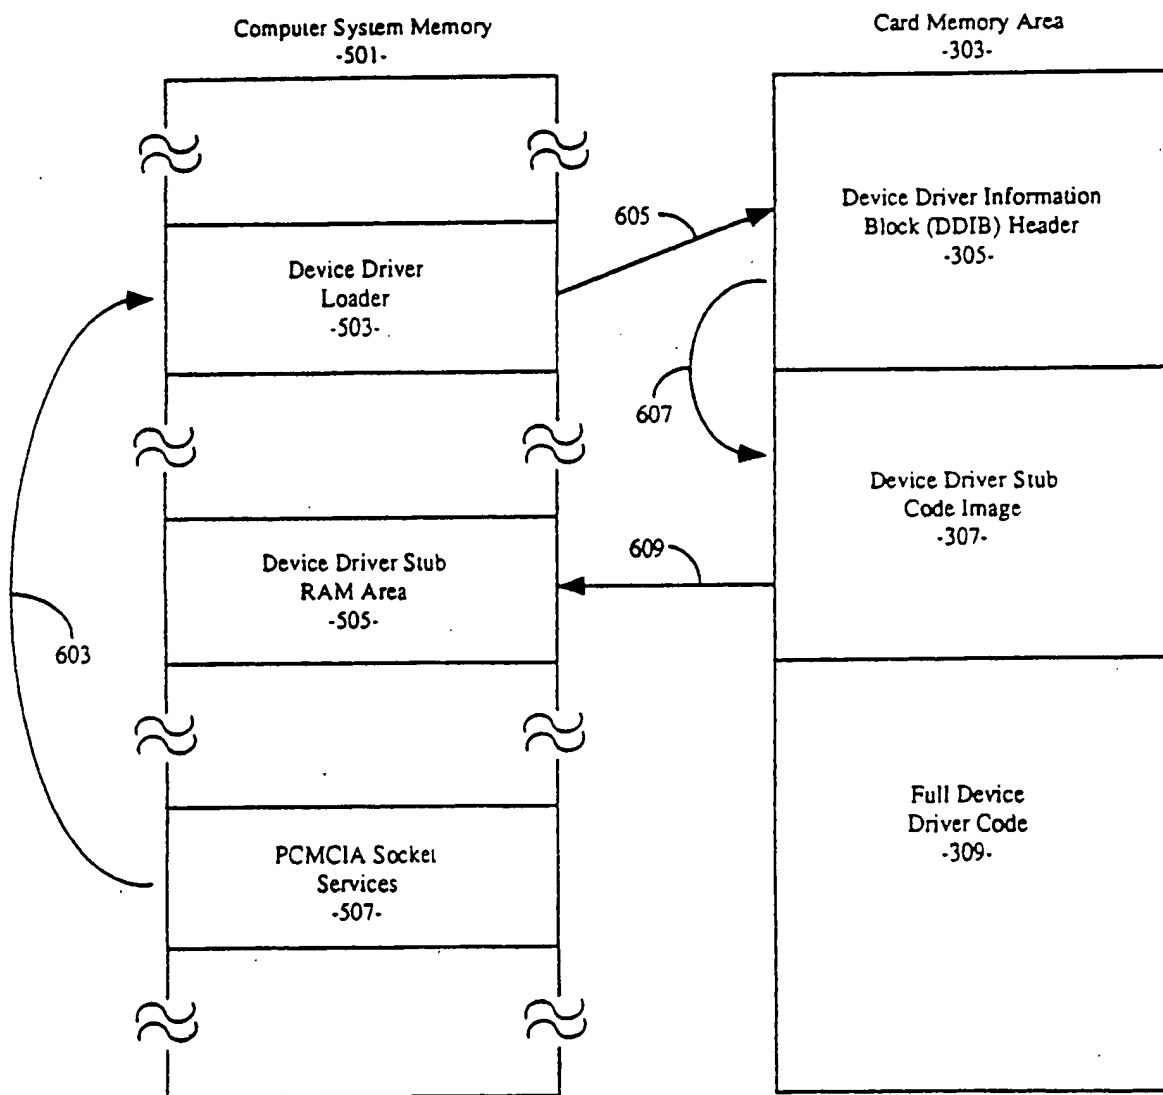 Computer System Memory
-501-
Card Memory Area
-303-
605
Device Driver Information
Block (DDIB) Header
-305-
Device Driver
Loader
-503-
607
Device Driver Stub
Code Image
-307-
609
Device Driver Stub
RAM Area
-505-
603
Full Device
Driver Code
-309-
PCMCIA Socket
Services
-507-